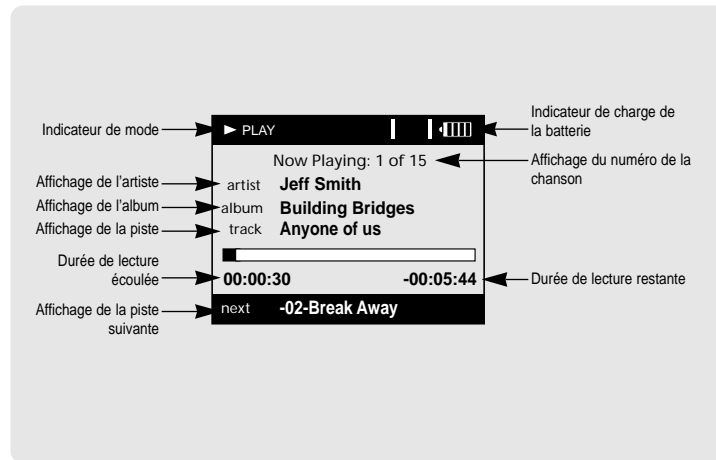 Indicateur de mode
Affichage de l'artiste
Affichage de l'album
Affichage de la piste
Durée de lecture
écoulée
Affichage de la piste
suivante
PLAY
Now Playing: 1 of 15
artist Jeff Smith
album Building Bridges
track Anyone of us
00:00:30 -00:05:44
next -02-Break Away
Indicateur de charge de
la batterie
Affichage du numéro de la
chanson
Durée de lecture restante